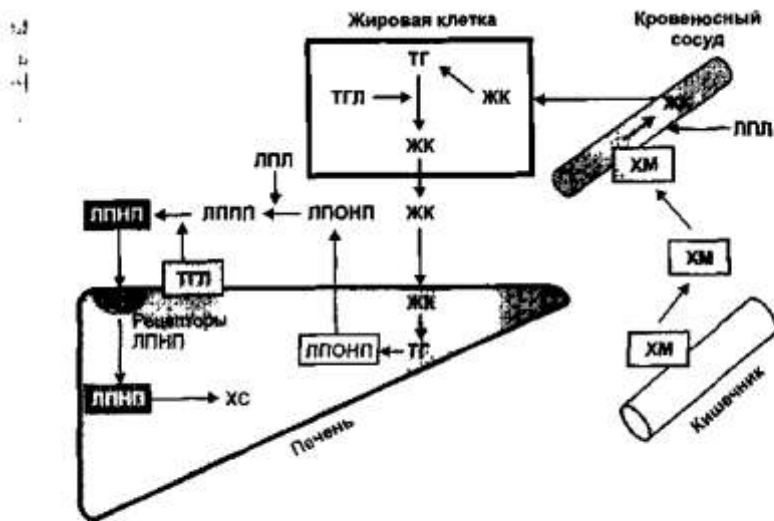 Жировая клетка
Кровеносный
сосуд
ТГ
ТГЛ
ЖК
ЖК
ЖК
ЛПЛ
ХМ
ЛПЛ
ЛПНП
ЛППП
ЛПОНП
ЖК
ХМ
ТГЛ
ЖК
Рецепторы
ЛПНП
ЛПОНП
ТГ
ХМ
ЛПНП
ХС
Печень
Кишечник